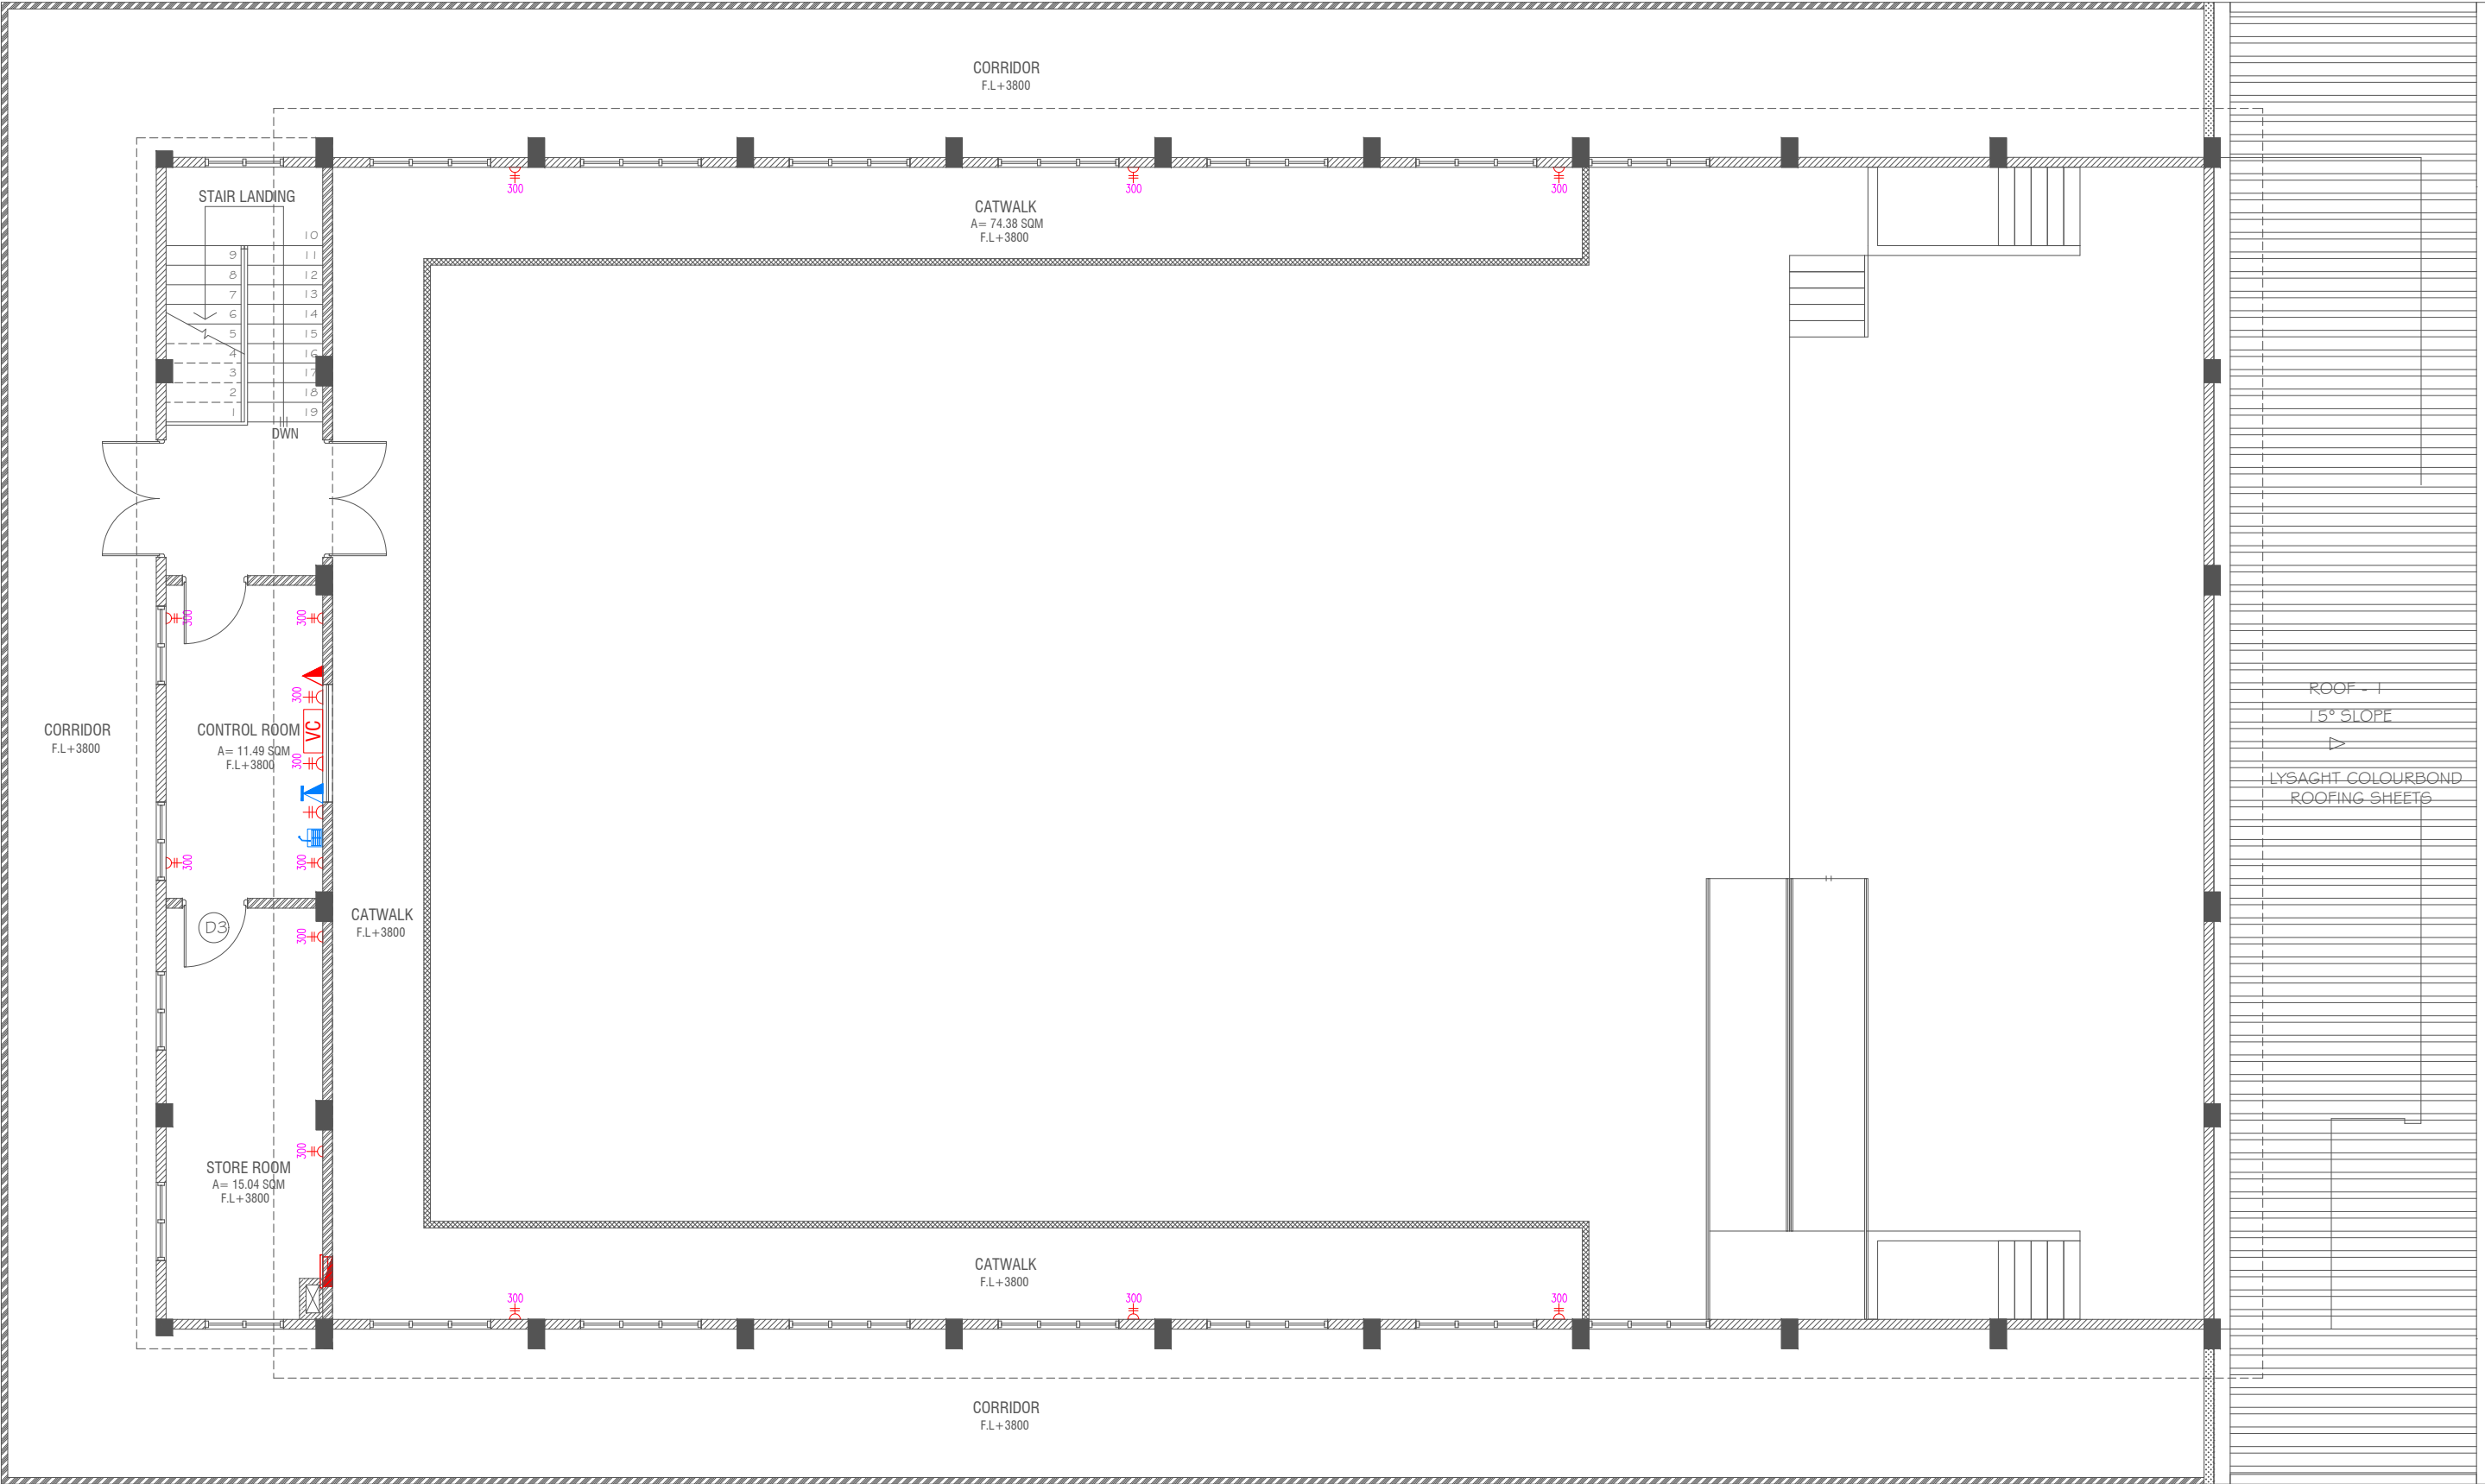 CORRIDOR
F.L+3800
STAIR LANDING
300
300
300
CATWALK
A= 74.38 SQM
F.L+3800
10
9
11
8
12
7
13
6
14
5
15
4
16
3
17
2
18
1
19
DWN
300
300
300
VC
CORRIDOR
F.L+3800
CONTROL ROOM
A= 11.49 SQM
F.L+3800
300
300
300
D3
300
CATWALK
F.L+3800
ROOF - 1
15° SLOPE
LYSAGHT COLOURBOND
ROOFING SHEETS
300
STORE ROOM
A= 15.04 SQM
F.L+3800
CATWALK
F.L+3800
300
300
300
CORRIDOR
F.L+3800